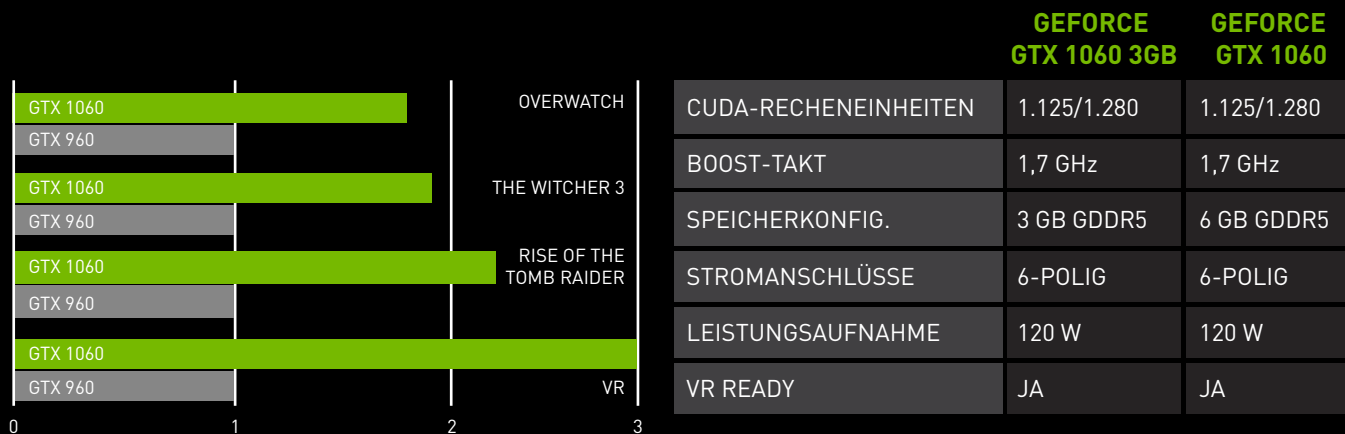 GTX 1060
OVERWATCH
GTX 960
GTX 1060
THE WITCHER 3
GTX 960
GTX 1060
RISE OF THE
TOMB RAIDER
GTX 960
GTX 1060
GTX 960
VR
0 1 2 3
GEFORCE GEFORCE
GTX 1060 3GB GTX 1060
CUDA-RECHENEINHEITEN 1.125/1.280 1.125/1.280
BOOST-TAKT 1,7 GHz 1,7 GHz
SPEICHERKONFIG. 3 GB GDDR5 6 GB GDDR5
STROMANSCHLÜSSE 6-POLIG 6-POLIG
LEISTUNGSAUFNAHME 120 W 120 W
VR READY JA JA